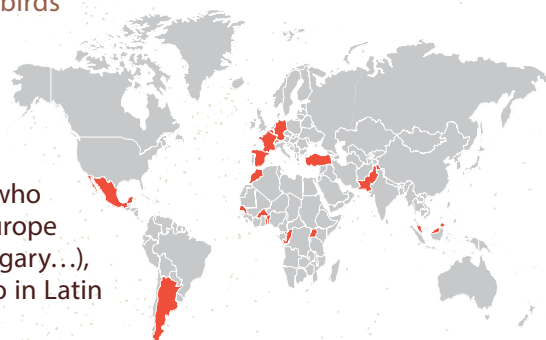 birds
who
urope
gary…),
o in Latin